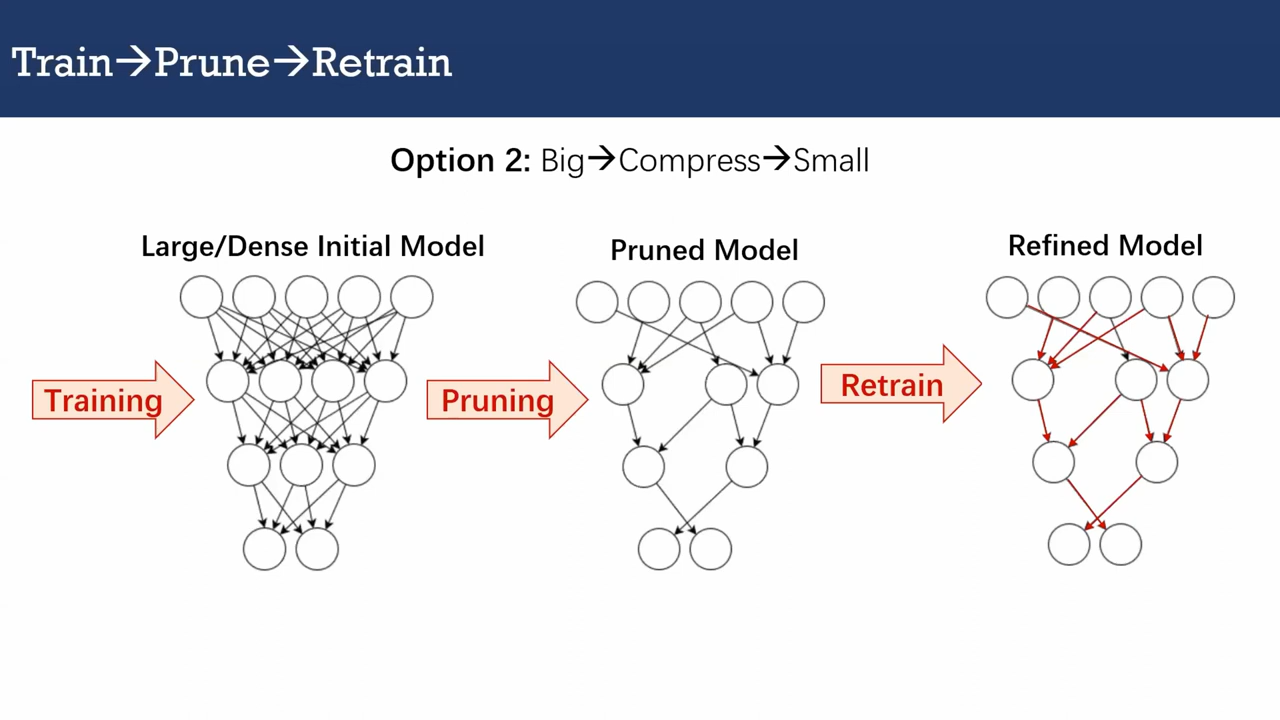 Train→Prune→Retrain
Option 2: Big→Compress→Small
Large/Dense Initial Model
Pruned Model
Refined Model
Training
Pruning
Retrain